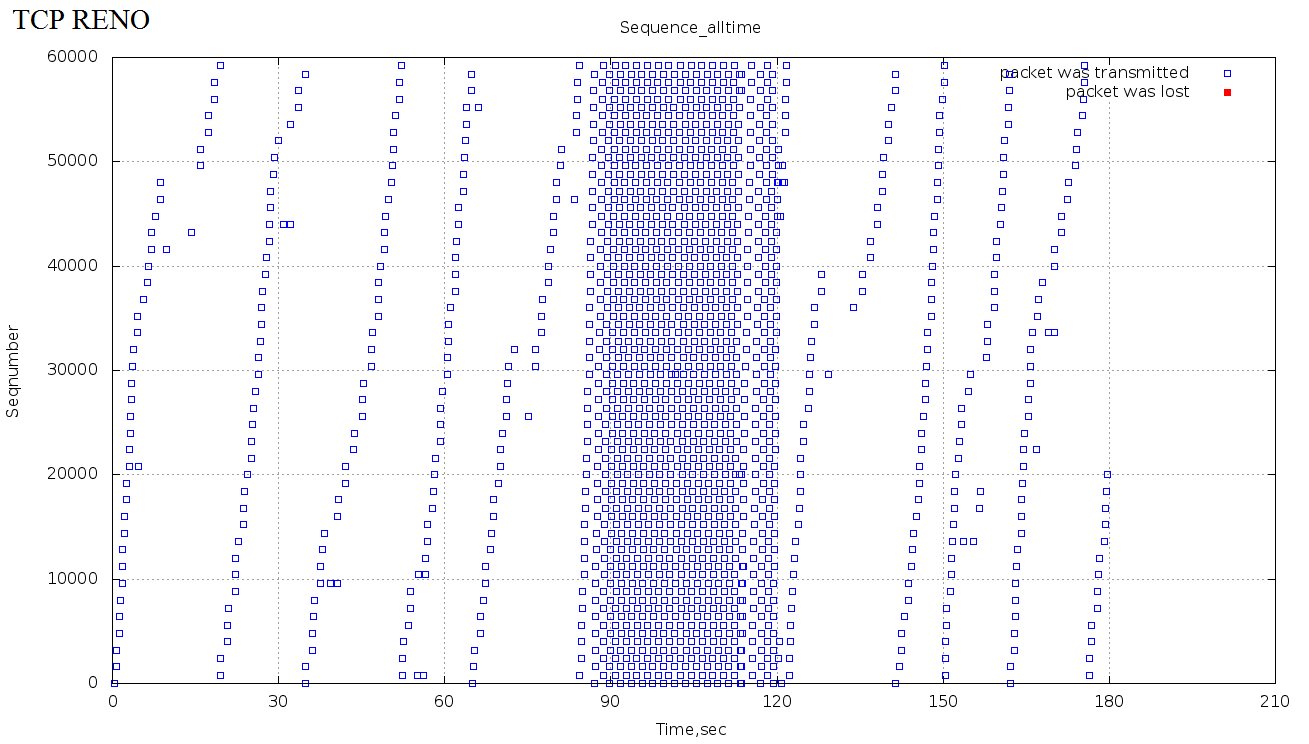 TCP RENO
Sequence_alltime
packet was transmitted
packet was lost
60000
50000
40000
30000
20000
10000
0
Seqnumber
0 30 60 90 120 150 180 210
Time,sec